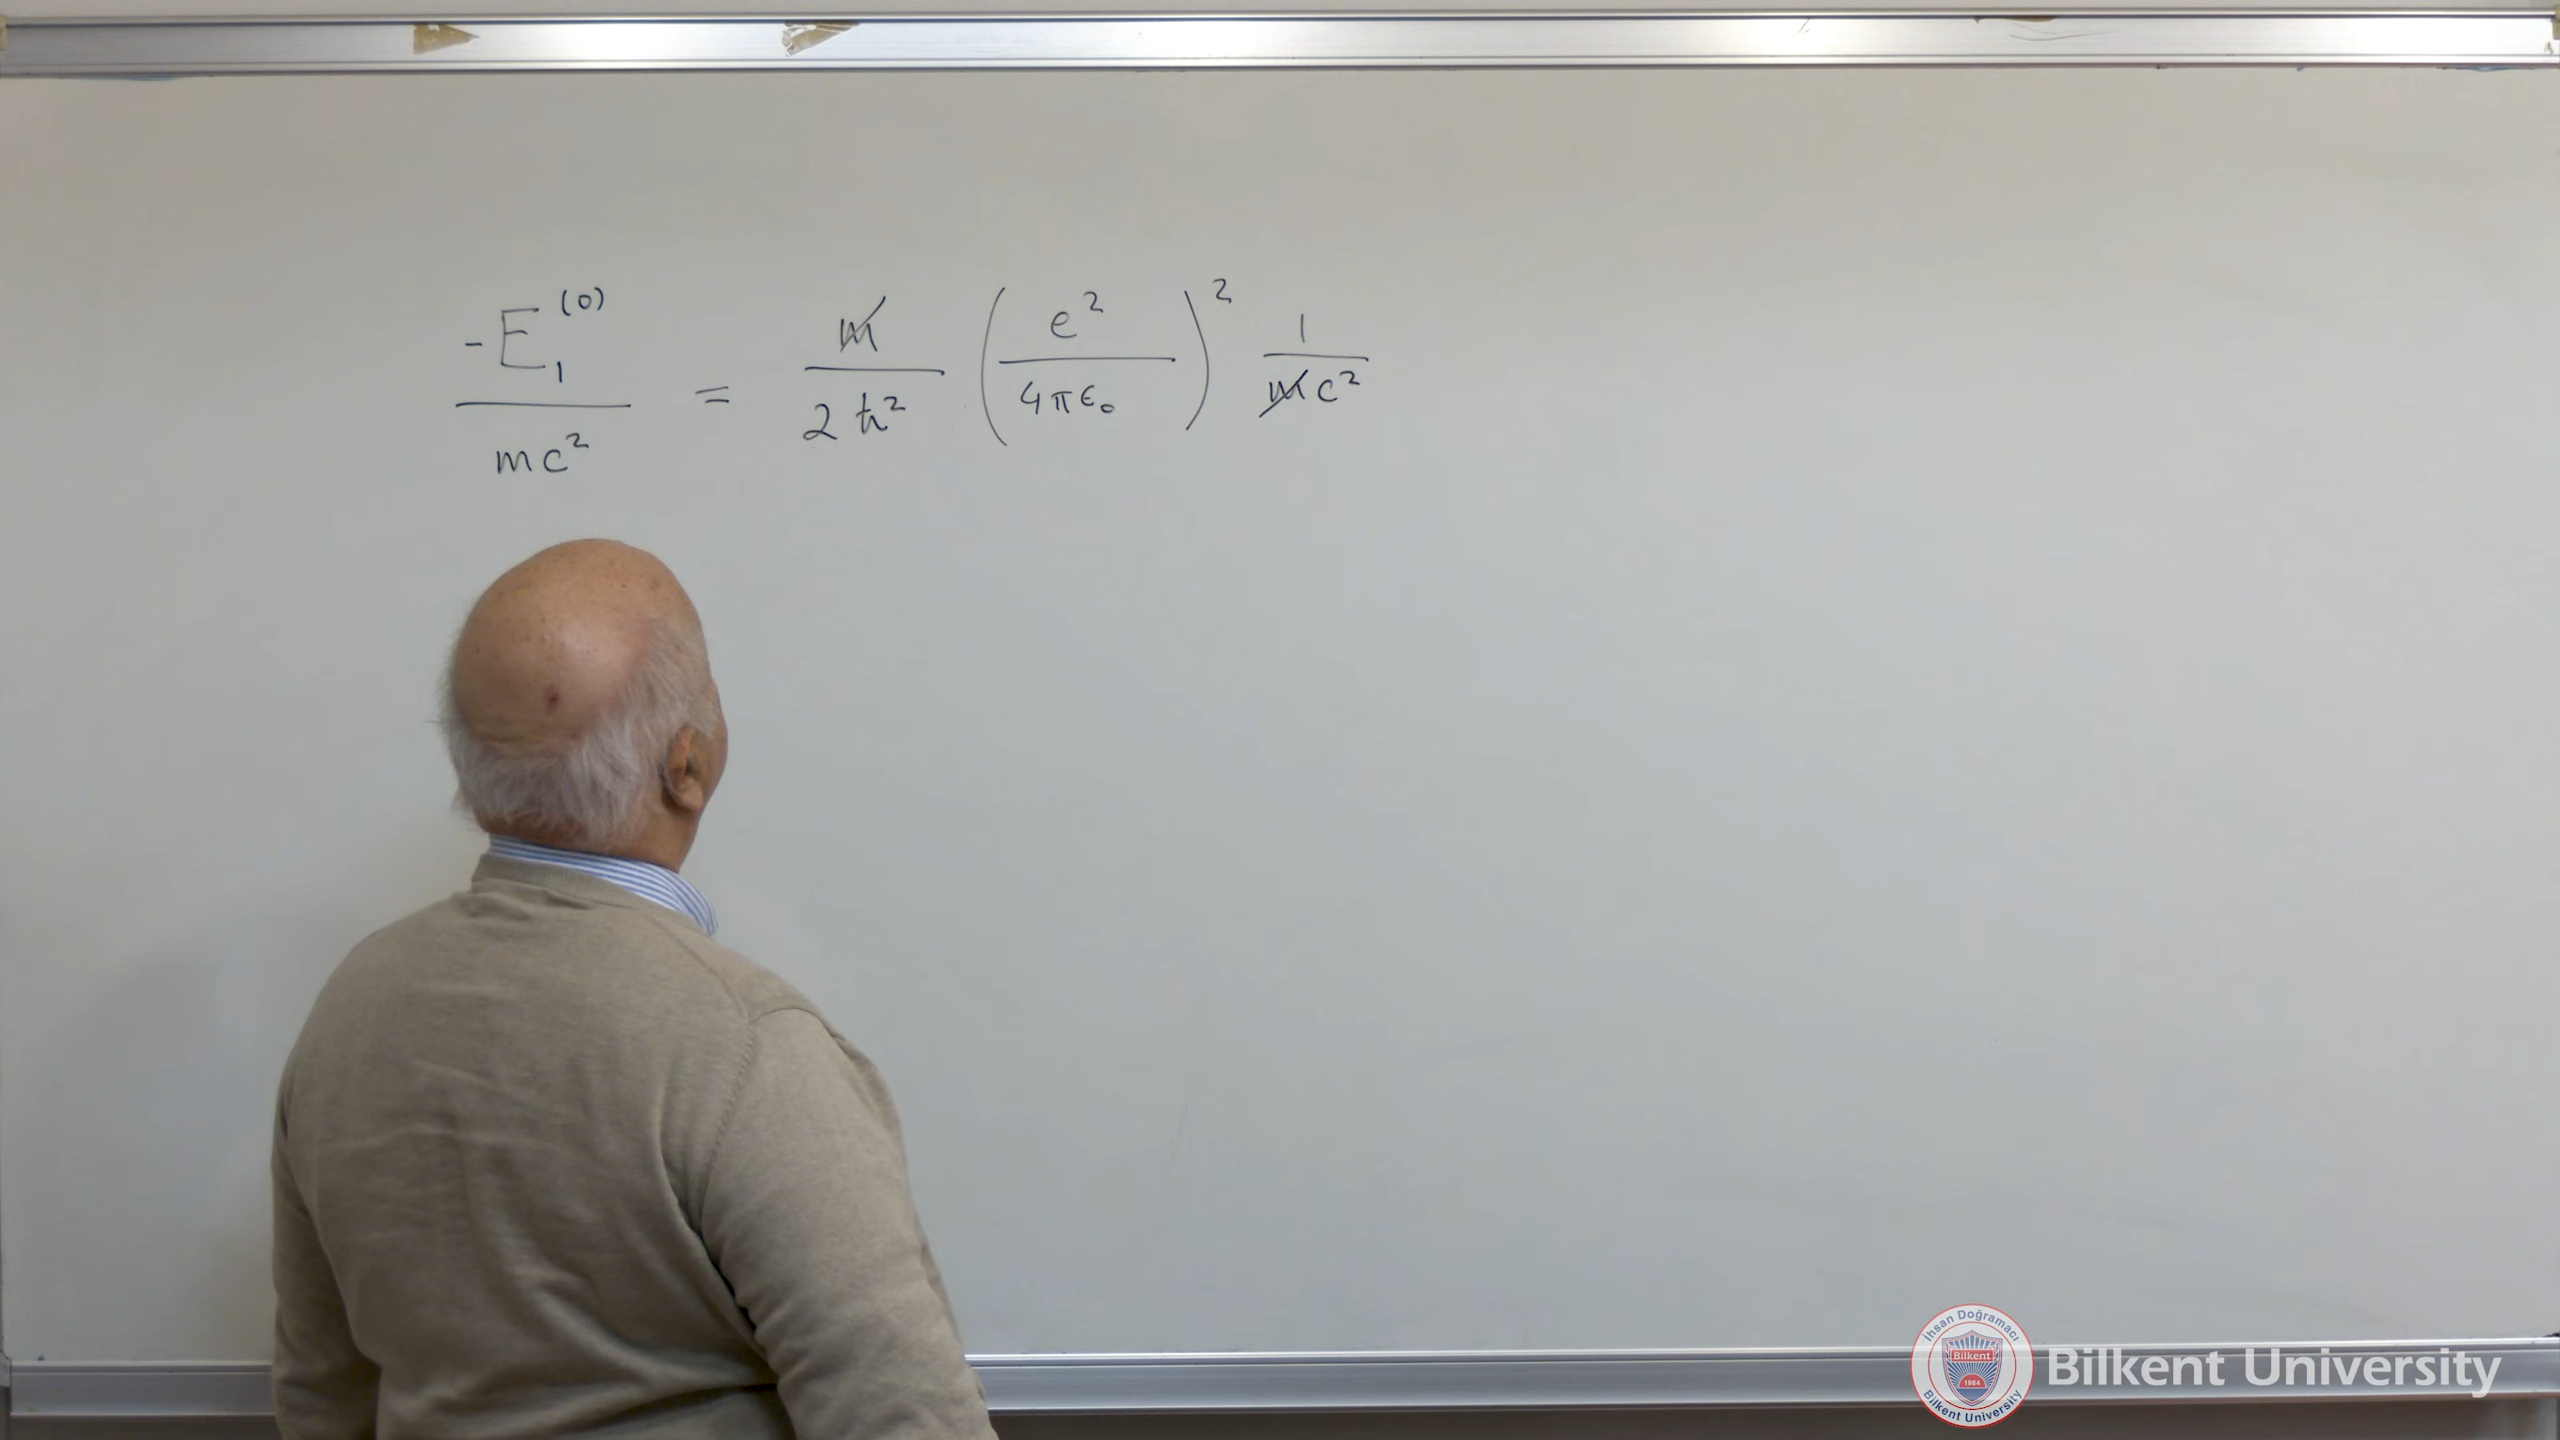 -E₁⁽⁰⁾ / mc² = m / 2ħ² ( e² / 4πϵ₀ )² 1 / mc²
İhsan Doğramacı
Bilkent
1984
Bilkent University
Bilkent University